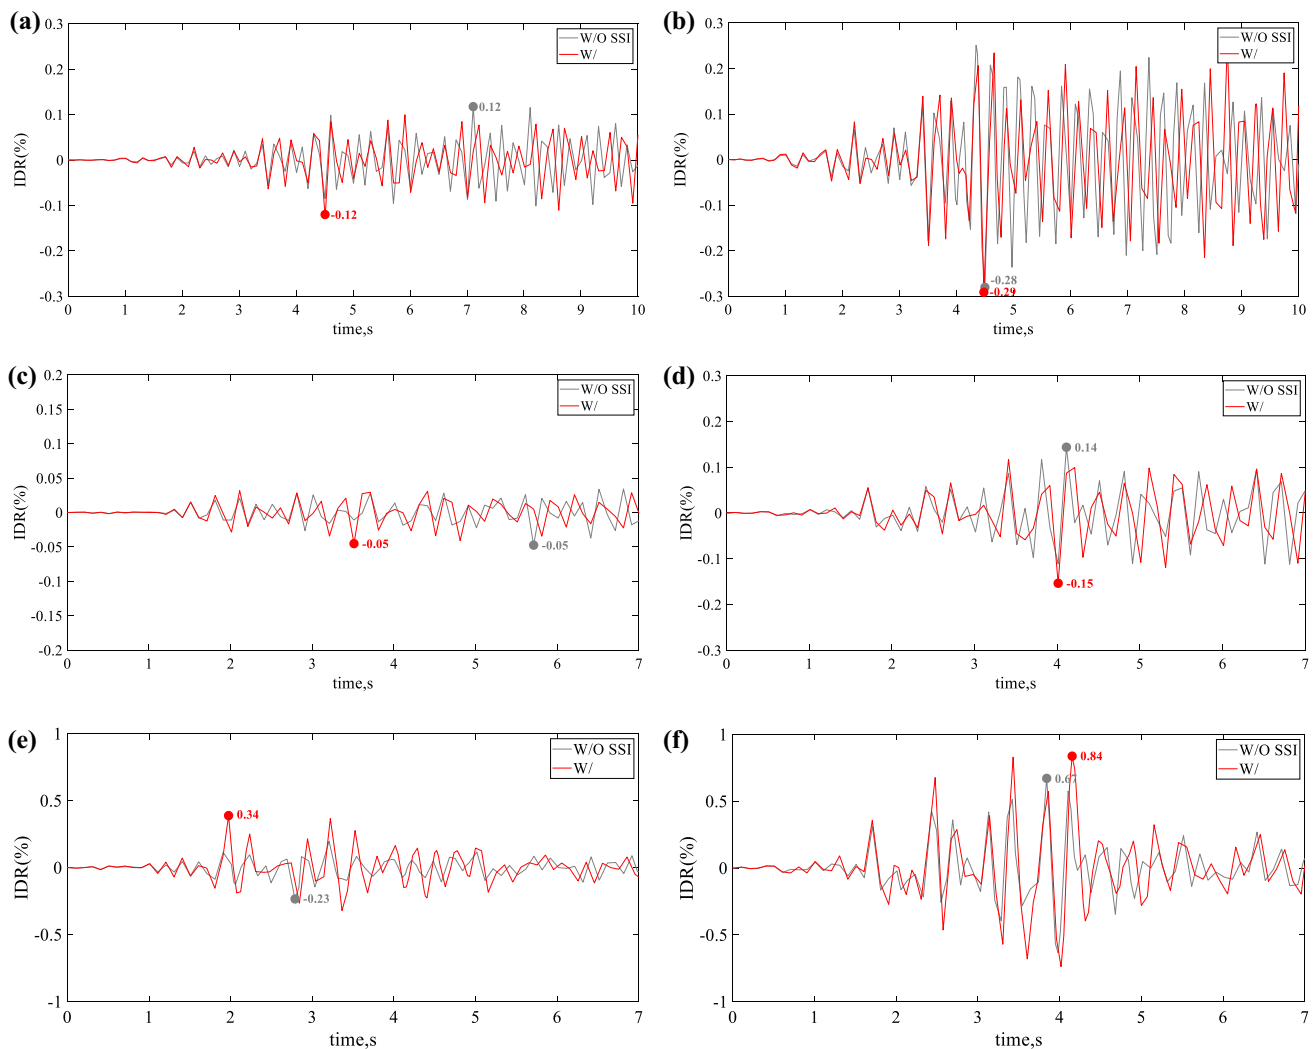 (a)
0.3
0.2
0.1
0
-0.1
-0.2
-0.3
IDR(%)
W/O SSI
W/
0.12
-0.12
0 1 2 3 4 5 6 7 8 9 10
time,s
(b)
0.3
0.2
0.1
0
-0.1
-0.2
-0.3
IDR(%)
W/O SSI
W/
-0.28
-0.29
0 1 2 3 4 5 6 7 8 9 10
time,s
(c)
0.2
0.15
0.1
0.05
0
-0.05
-0.1
-0.15
-0.2
IDR(%)
W/O SSI
W/
-0.05
-0.05
0 1 2 3 4 5 6 7
time,s
(d)
0.3
0.2
0.1
0
-0.1
-0.2
-0.3
IDR(%)
W/O SSI
W/
0.14
-0.15
0 1 2 3 4 5 6 7
time,s
(e)
1
0.5
0
-0.5
-1
IDR(%)
W/O SSI
W/
0.34
-0.23
0 1 2 3 4 5 6 7
time,s
(f)
1
0.5
0
-0.5
-1
IDR(%)
W/O SSI
W/
0.67
0.84
0 1 2 3 4 5 6 7
time,s